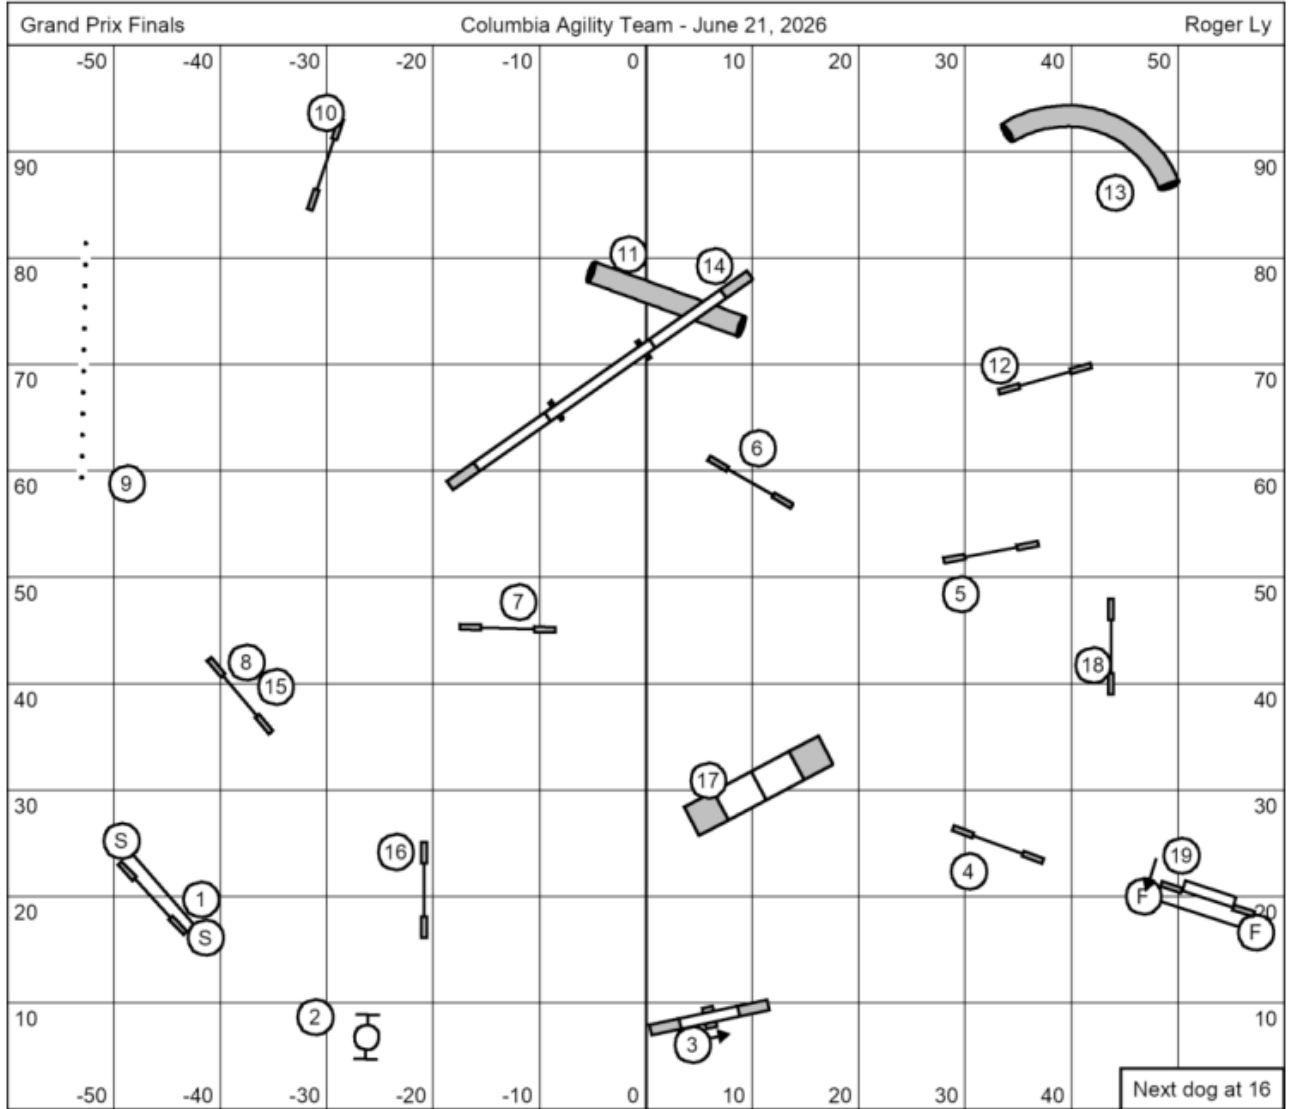 Grand Prix Finals Columbia Agility Team - June 21, 2026 Roger Ly
-50 -40 -30 -20 -10 0 10 20 30 40 50
10
90 13 90
11
80 14 80
70 12 70
6
60 9 60
50 5 50
7
8 18
40 15 40
17
30 30
S 16 19
4
1
20 F 20
S F
10 2 10
3
-50 -40 -30 -20 -10 0 10 20 30 40
Next dog at 16